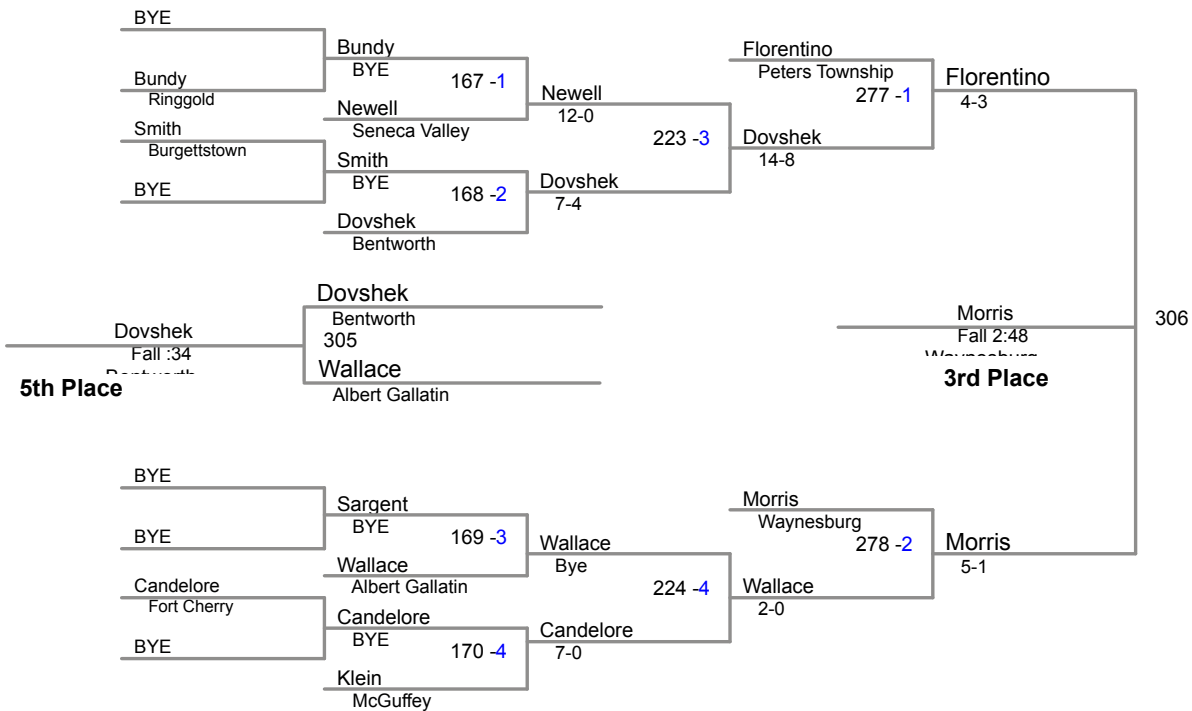 BYE
Bundy
BYE
Bundy
Ringgold
167 -1
Newell
Seneca Valley
Newell
12-0
Smith
Burgettstown
Smith
BYE
BYE
168 -2
Dovshek
Bentworth
Dovshek
7-4
223 -3
Florentino
Peters Township
277 -1
Dovshek
14-8
Florentino
4-3
Dovshek
Bentworth
305
Dovshek
Fall :34
5th Place
Wallace
Albert Gallatin
Morris
Fall 2:48
306
3rd Place
BYE
Sargent
BYE
BYE
169 -3
Wallace
Albert Gallatin
Wallace
Bye
Candelore
Fort Cherry
Candelore
BYE
BYE
170 -4
Klein
McGuffey
Candelore
7-0
224 -4
Morris
Waynesburg
278 -2
Wallace
2-0
Morris
5-1